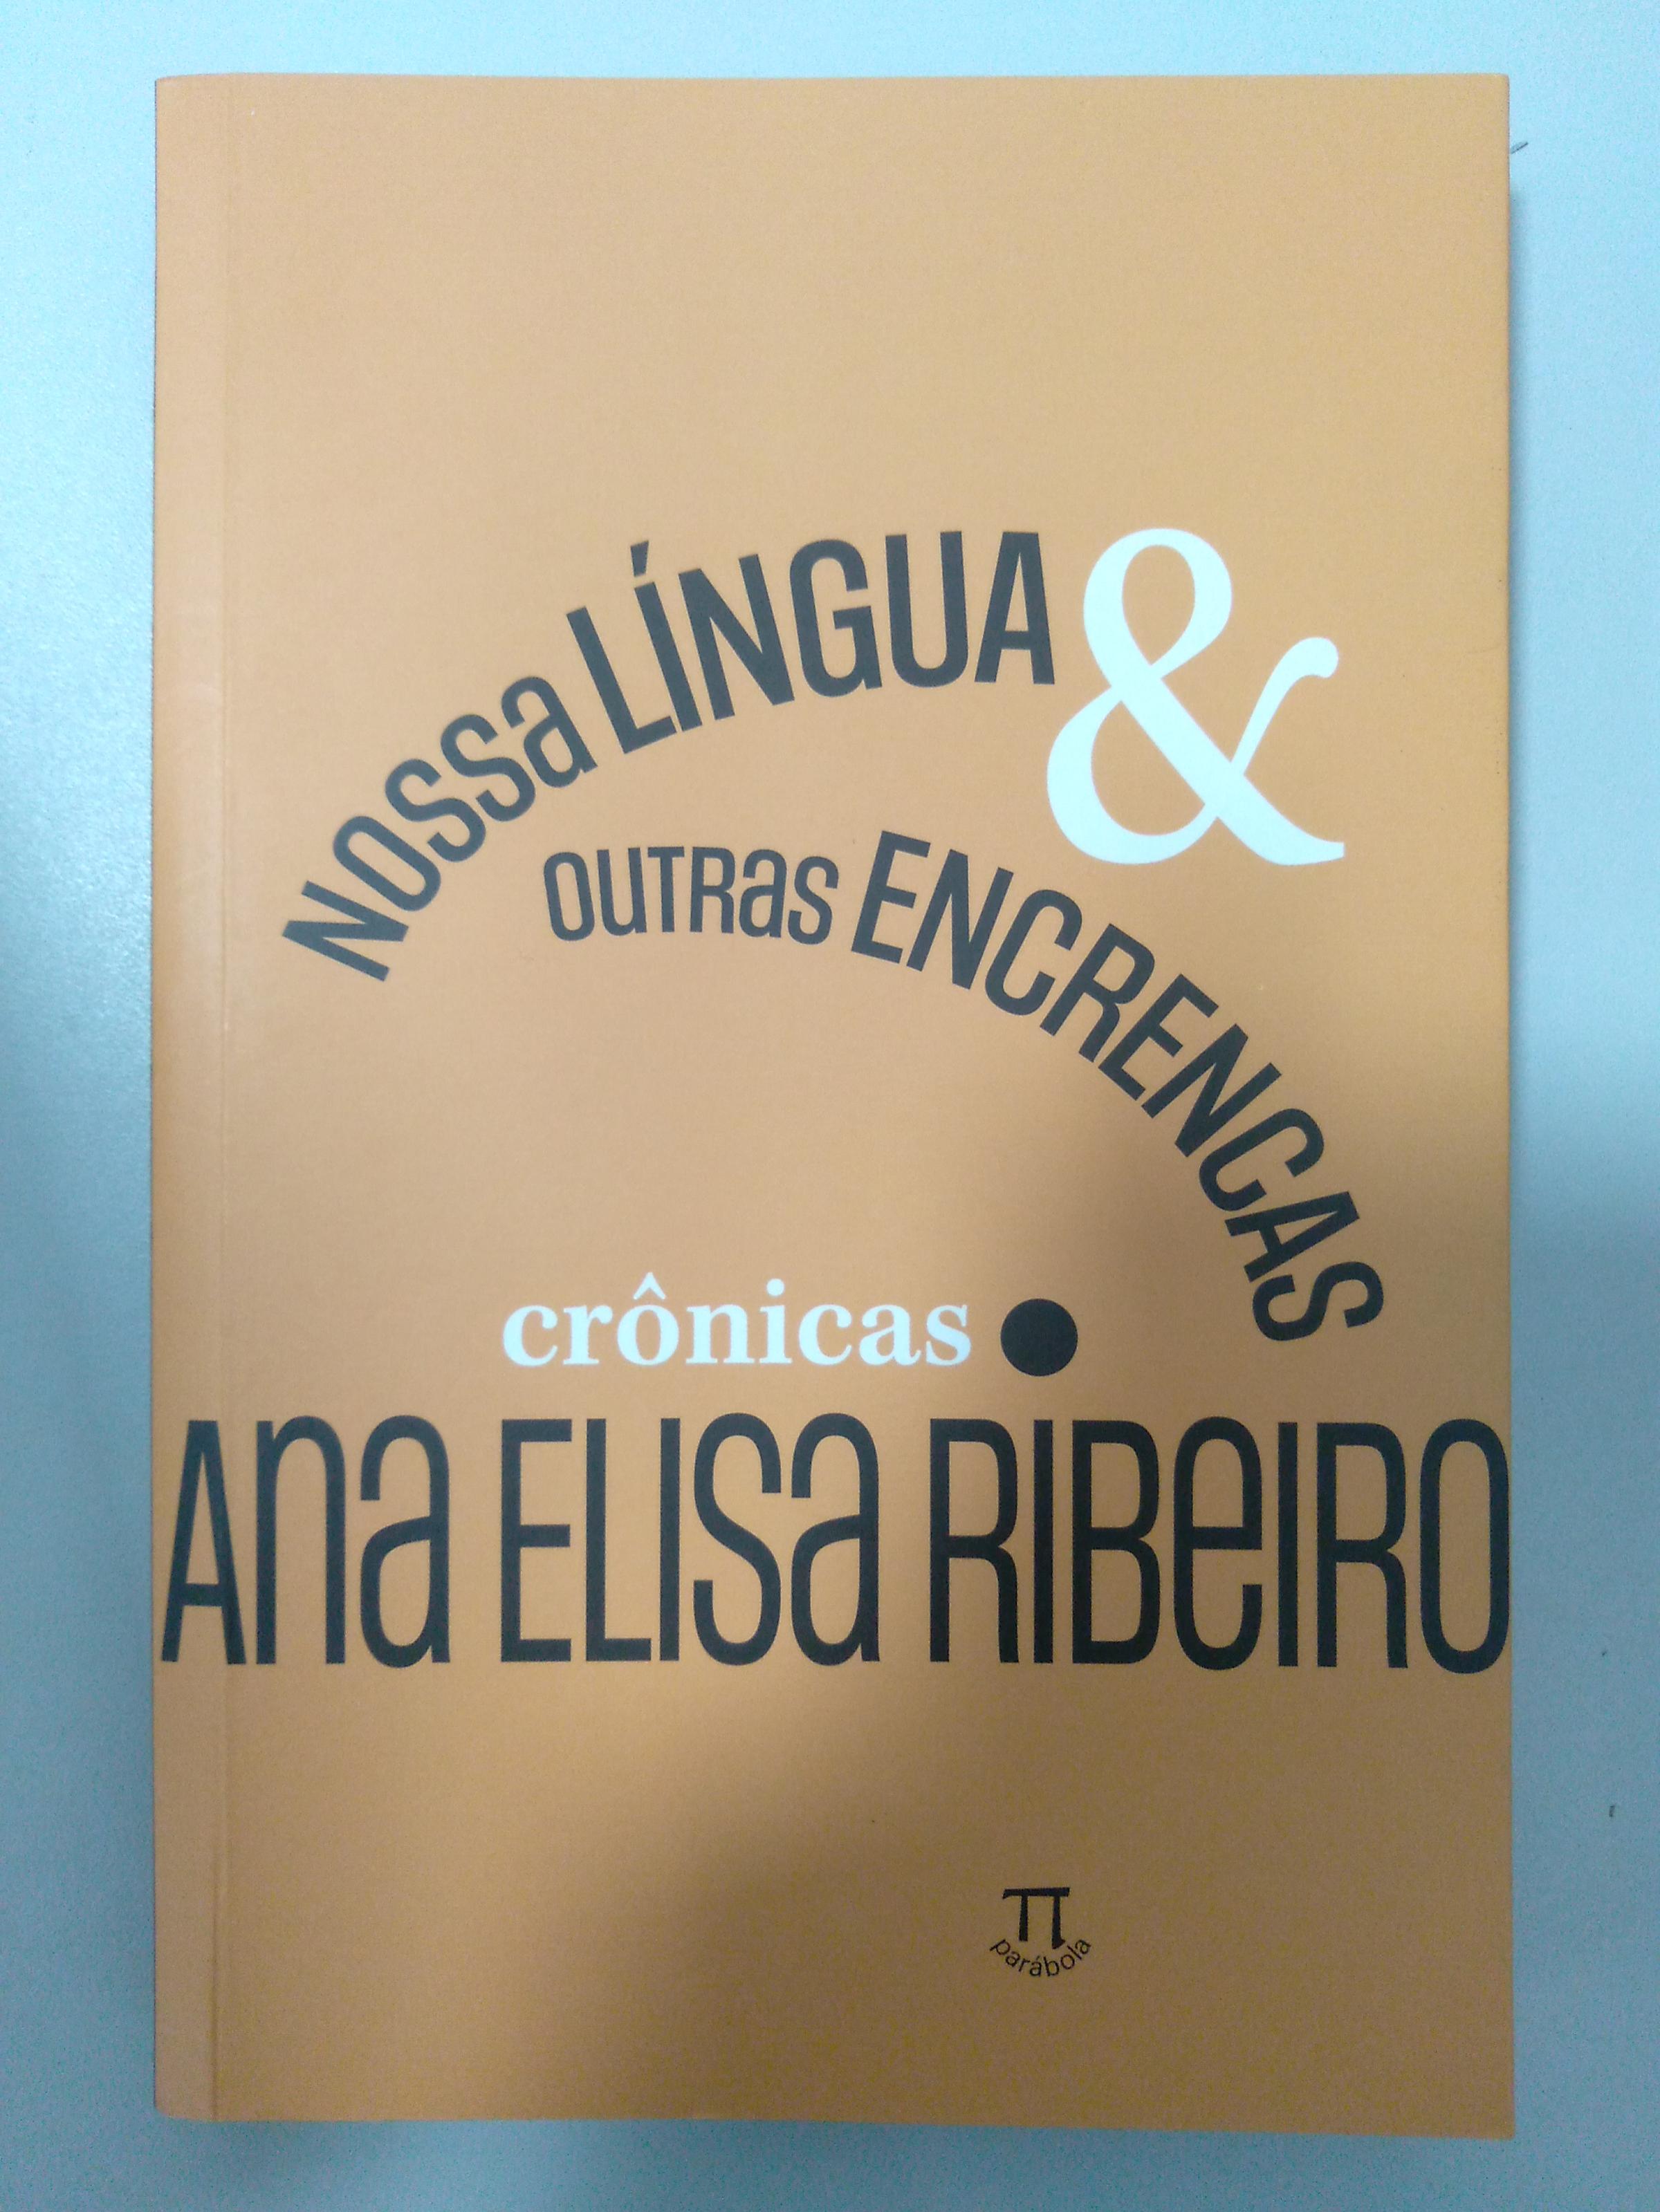 Nossa LÍNGUA &
OUTRas ENCRENCAS
crônicas
Ana Elisa Ribeiro
π
parábola